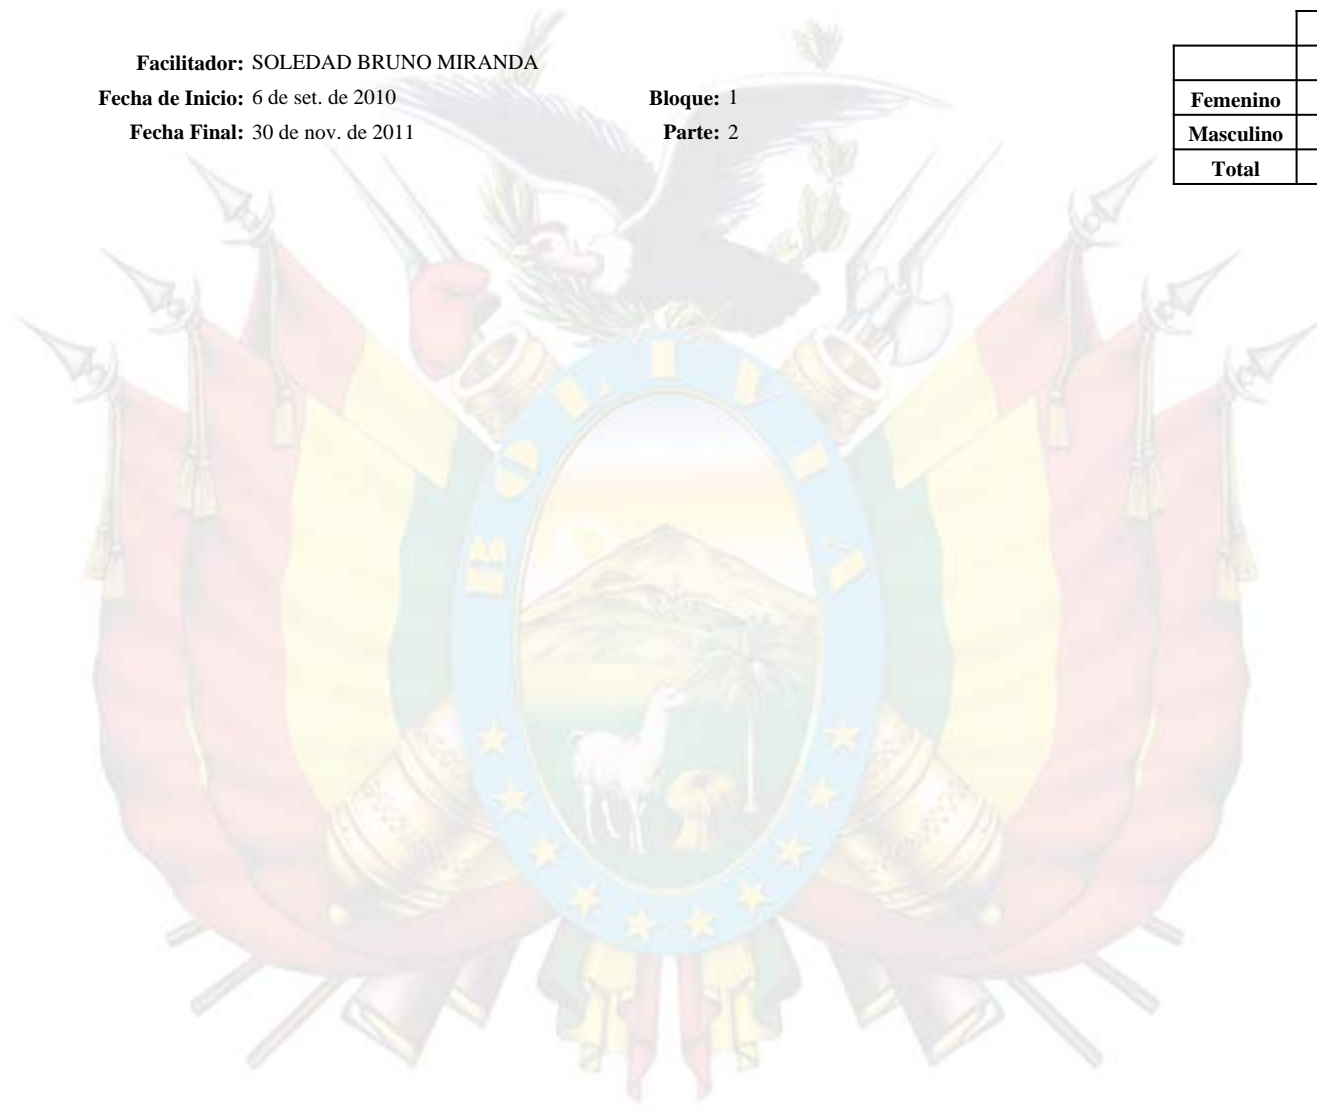 Facilitador: SOLEDAD BRUNO MIRANDA
Fecha de Inicio: 6 de set. de 2010 Bloque: 1
Fecha Final: 30 de nov. de 2011 Parte: 2
Femenino
Masculino
Total
BOLIVIA